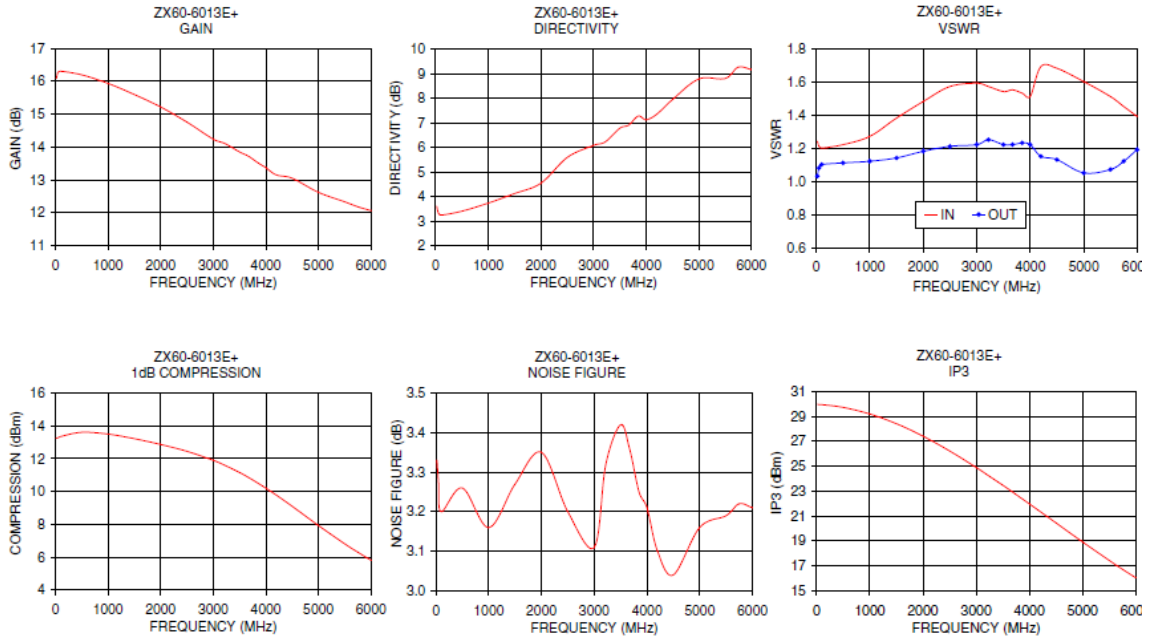 ZX60-6013E+
GAIN
GAIN (dB)
17
16
15
14
13
12
11
0 1000 2000 3000 4000 5000 6000
FREQUENCY (MHz)
ZX60-6013E+
DIRECTIVITY
DIRECTIVITY (dB)
10
9
8
7
6
5
4
3
2
0 1000 2000 3000 4000 5000 6000
FREQUENCY (MHz)
ZX60-6013E+
VSWR
VSWR
1.8
1.6
1.4
1.2
1.0
0.8
0.6
IN OUT
0 1000 2000 3000 4000 5000 600
FREQUENCY (MHz)
ZX60-6013E+
1dB COMPRESSION
COMPRESSION (dBm)
16
14
12
10
8
6
4
0 1000 2000 3000 4000 5000 6000
FREQUENCY (MHz)
ZX60-6013E+
NOISE FIGURE
NOISE FIGURE (dB)
3.5
3.4
3.3
3.2
3.1
3.0
0 1000 2000 3000 4000 5000 6000
FREQUENCY (MHz)
ZX60-6013E+
IP3
IP3 (dBm)
31
29
27
25
23
21
19
17
15
0 1000 2000 3000 4000 5000 6000
FREQUENCY (MHz)